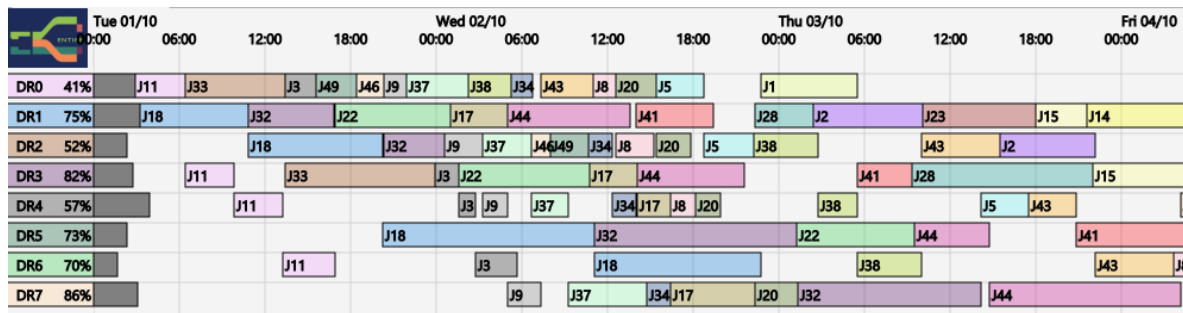 Tue 01/10 Wed 02/10 Thu 03/10 Fri 04/10
ENTIF 00:00 06:00 12:00 18:00 00:00 06:00 12:00 18:00 00:00 06:00 12:00 18:00 00:00
DR0 41% J11 J33 J3 J49 J46 J9 J37 J38 J34 J43 J8 J20 J5 J1
DR1 75% J18 J32 J22 J17 J44 J41 J28 J2 J23 J15 J14
DR2 52% J18 J32 J9 J37 J46 J49 J34 J8 J20 J5 J38 J43 J2
DR3 82% J11 J33 J3 J22 J17 J44 J41 J28 J15
DR4 57% J11 J3 J9 J37 J34 J17 J8 J20 J38 J5 J43
DR5 73% J18 J32 J22 J44 J41
DR6 70% J11 J3 J18 J38 J43
DR7 86% J9 J37 J34 J17 J20 J32 J44